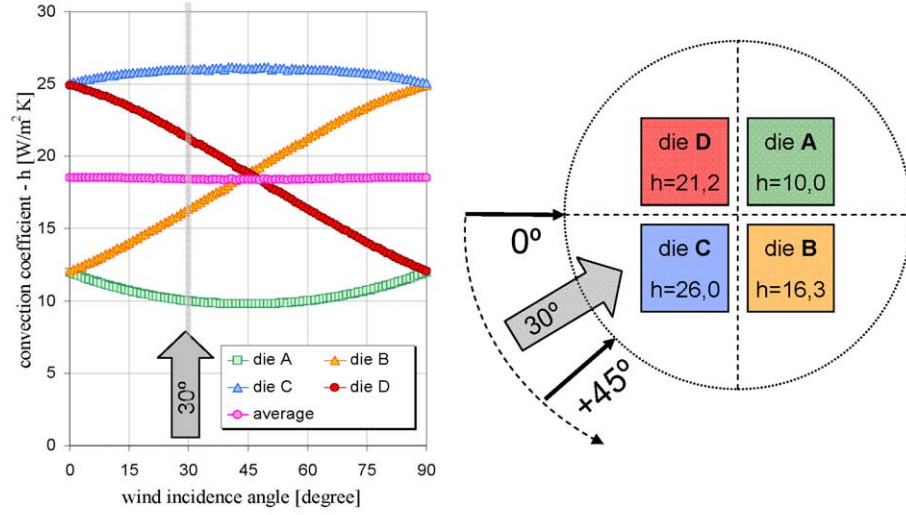 convection coefficient - h [W/m² K]
30
25
20
15
10
5
0
0 15 30 45 60 75 90
wind incidence angle [degree]
30º
die A die B
die C die D
average
die D
h=21,2
die A
h=10,0
die C
h=26,0
die B
h=16,3
0º
30º
+45º